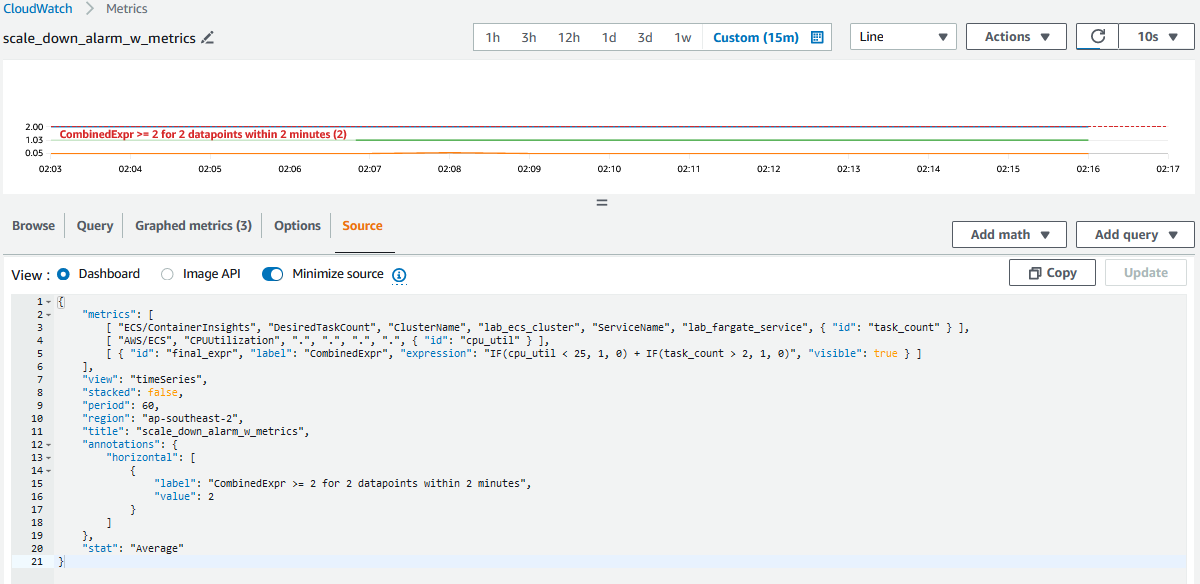 CloudWatch > Metrics
scale_down_alarm_w_metrics
1h 3h 12h 1d 3d 1w Custom (15m)
Line
Actions
10s
2.00
CombinedExpr >= 2 for 2 datapoints within 2 minutes (2)
1.03
0.05
02:03 02:04 02:05 02:06 02:07 02:08 02:09 02:10 02:11 02:12 02:13 02:14 02:15 02:16 02:17
Browse Query Graphed metrics (3) Options Source
Add math Add query
View : Dashboard Image API Minimize source
Copy Update
1 {
2 "metrics": [
3 [ "ECS/ContainerInsights", "DesiredTaskCount", "ClusterName", "lab_ecs_cluster", "ServiceName", "lab_fargate_service", { "id": "task_count" } ],
4 [ "AWS/ECS", "CPUUtilization", ".", ".", ".", ".", { "id": "cpu_util" } ],
5 [ { "id": "final_expr", "label": "CombinedExpr", "expression": "IF(cpu_util < 25, 1, 0) + IF(task_count > 2, 1, 0)", "visible": true } ]
6 ],
7 "view": "timeSeries",
8 "stacked": false,
9 "period": 60,
10 "region": "ap-southeast-2",
11 "title": "scale_down_alarm_w_metrics",
12 "annotations": {
13 "horizontal": [
14 {
15 "label": "CombinedExpr >= 2 for 2 datapoints within 2 minutes",
16 "value": 2
17 }
18 ]
19 },
20 "stat": "Average"
21 }